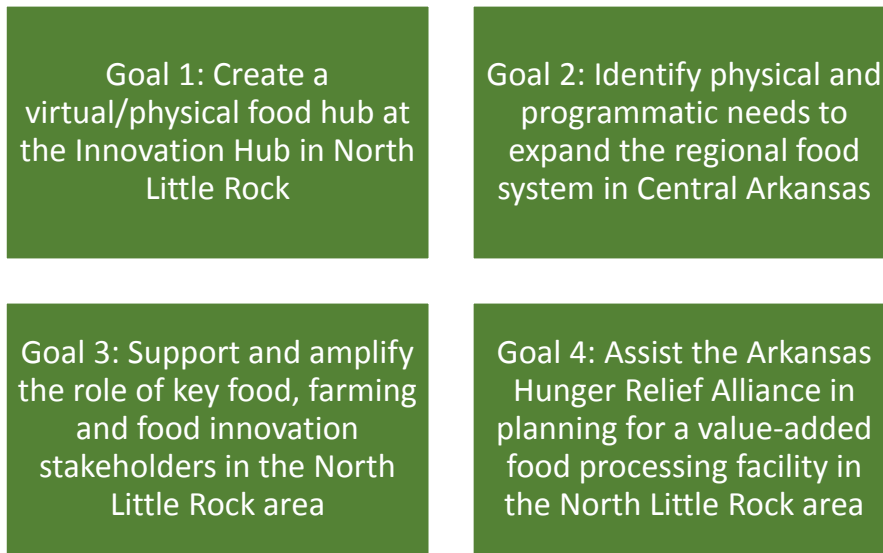 Goal 1: Create a
virtual/physical food hub at
the Innovation Hub in North
Little Rock
Goal 2: Identify physical and
programmatic needs to
expand the regional food
system in Central Arkansas
Goal 3: Support and amplify
the role of key food, farming
and food innovation
stakeholders in the North
Little Rock area
Goal 4: Assist the Arkansas
Hunger Relief Alliance in
planning for a value-added
food processing facility in
the North Little Rock area